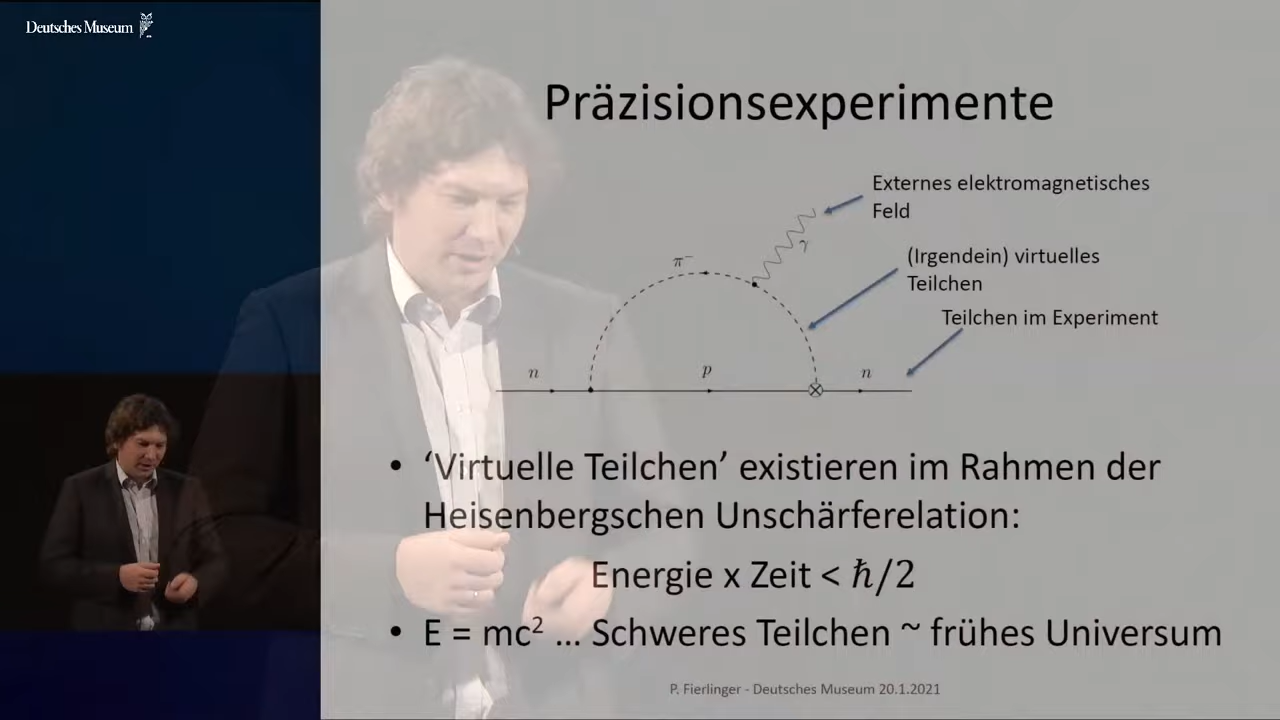 Deutsches Museum
Präzisionsexperimente
Externes elektromagnetisches
Feld
γ
(Irgendein) virtuelles
Teilchen
π⁻
Teilchen im Experiment
n p n
• ‘Virtuelle Teilchen’ existieren im Rahmen der
Heisenbergschen Unschärferelation:
Energie x Zeit < ℏ/2
• E = mc² … Schweres Teilchen ~ frühes Universum
P. Fierlinger - Deutsches Museum 20.1.2021